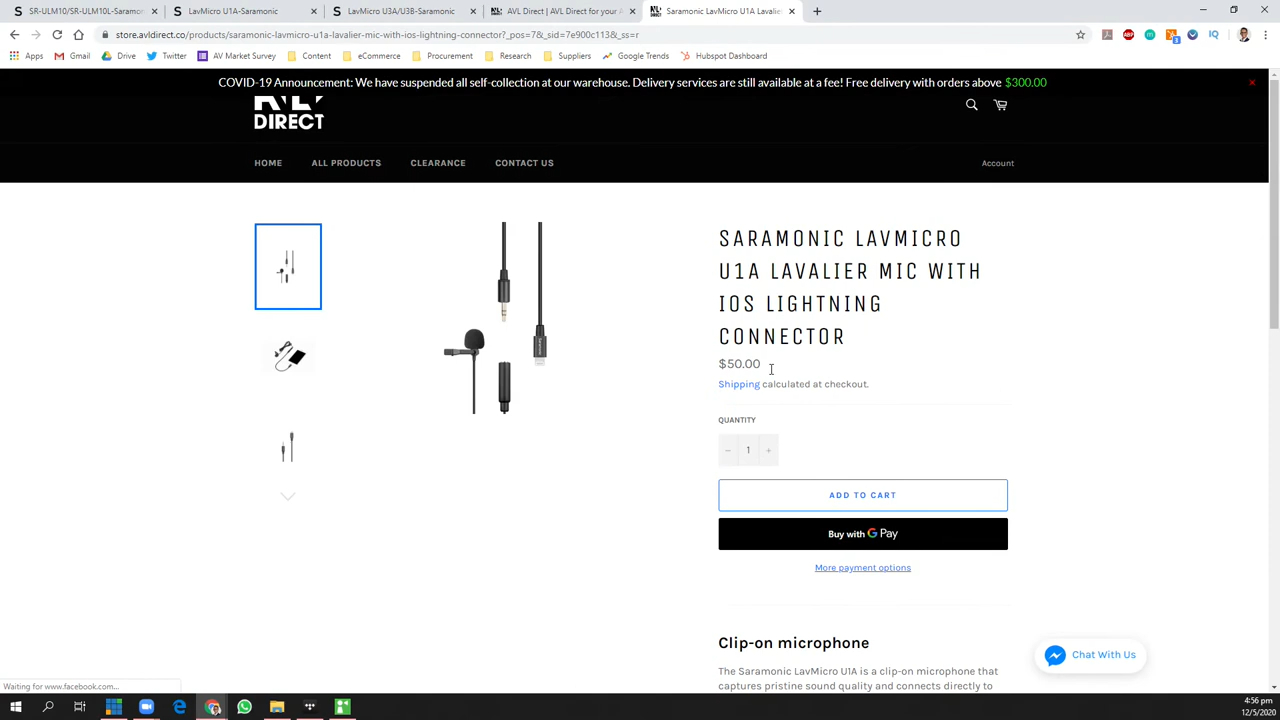 SR-ULM10/SR-ULM10L-Saramonic
LavMicro U1A-Saramonic
LavMicro U3A/U3B-Saramonic
AVL Direct | AVL Direct for your A
Saramonic LavMicro U1A Lavalier
store.avldirect.co/products/saramonic-lavmicro-u1a-lavalier-mic-with-ios-lightning-connector?_pos=7&_sid=7e900c113&_ss=r
Apps Gmail Drive Twitter AV Market Survey Content eCommerce Procurement Research Suppliers Google Trends Hubspot Dashboard
COVID-19 Announcement: We have suspended all self-collection at our warehouse. Delivery services are still available at a fee! Free delivery with orders above $300.00
AVL
DIRECT
HOME ALL PRODUCTS CLEARANCE CONTACT US Account
SARAMONIC LAVMICRO
U1A LAVALIER MIC WITH
IOS LIGHTNING
CONNECTOR
$50.00
Shipping calculated at checkout.
QUANTITY
− 1 +
ADD TO CART
Buy with G Pay
More payment options
Clip-on microphone
The Saramonic LavMicro U1A is a clip-on microphone that
captures pristine sound quality and connects directly to
Chat With Us
Waiting for www.facebook.com...
4:56 pm
12/5/2020